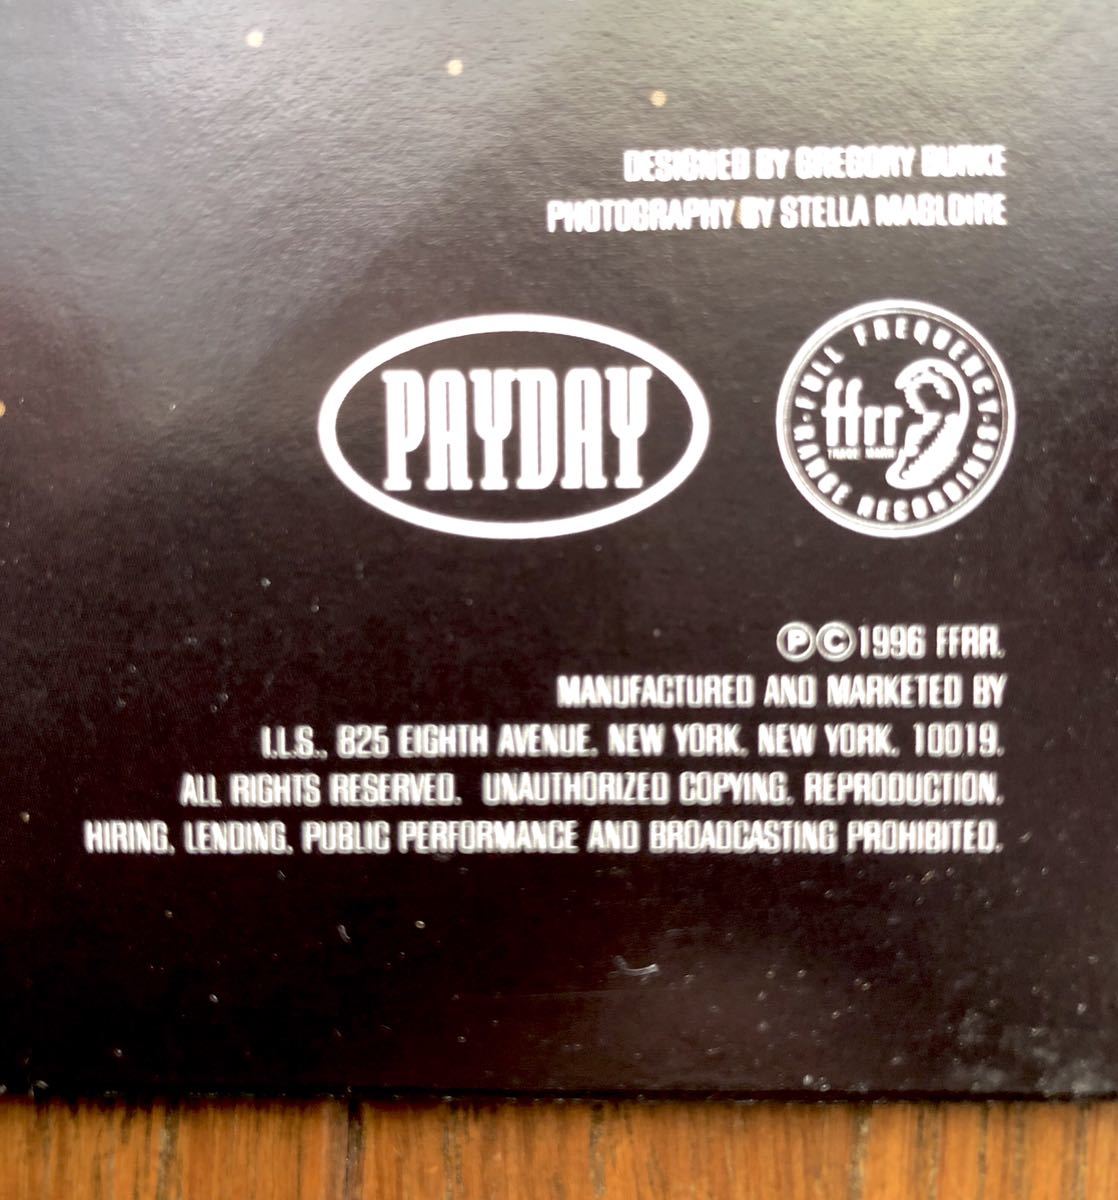 DESIGNED BY GREGORY BURKE
PHOTOGRAPHY BY STELLA MAGLOIRE
PAYDAY
FULL FREQUENCY
ffrr
TRADE MARK
RANGE RECORDINGS
Ⓟ©1996 FFRR.
MANUFACTURED AND MARKETED BY
I.L.S., 825 EIGHTH AVENUE, NEW YORK, NEW YORK, 10019.
ALL RIGHTS RESERVED. UNAUTHORIZED COPYING, REPRODUCTION,
HIRING, LENDING, PUBLIC PERFORMANCE AND BROADCASTING PROHIBITED.